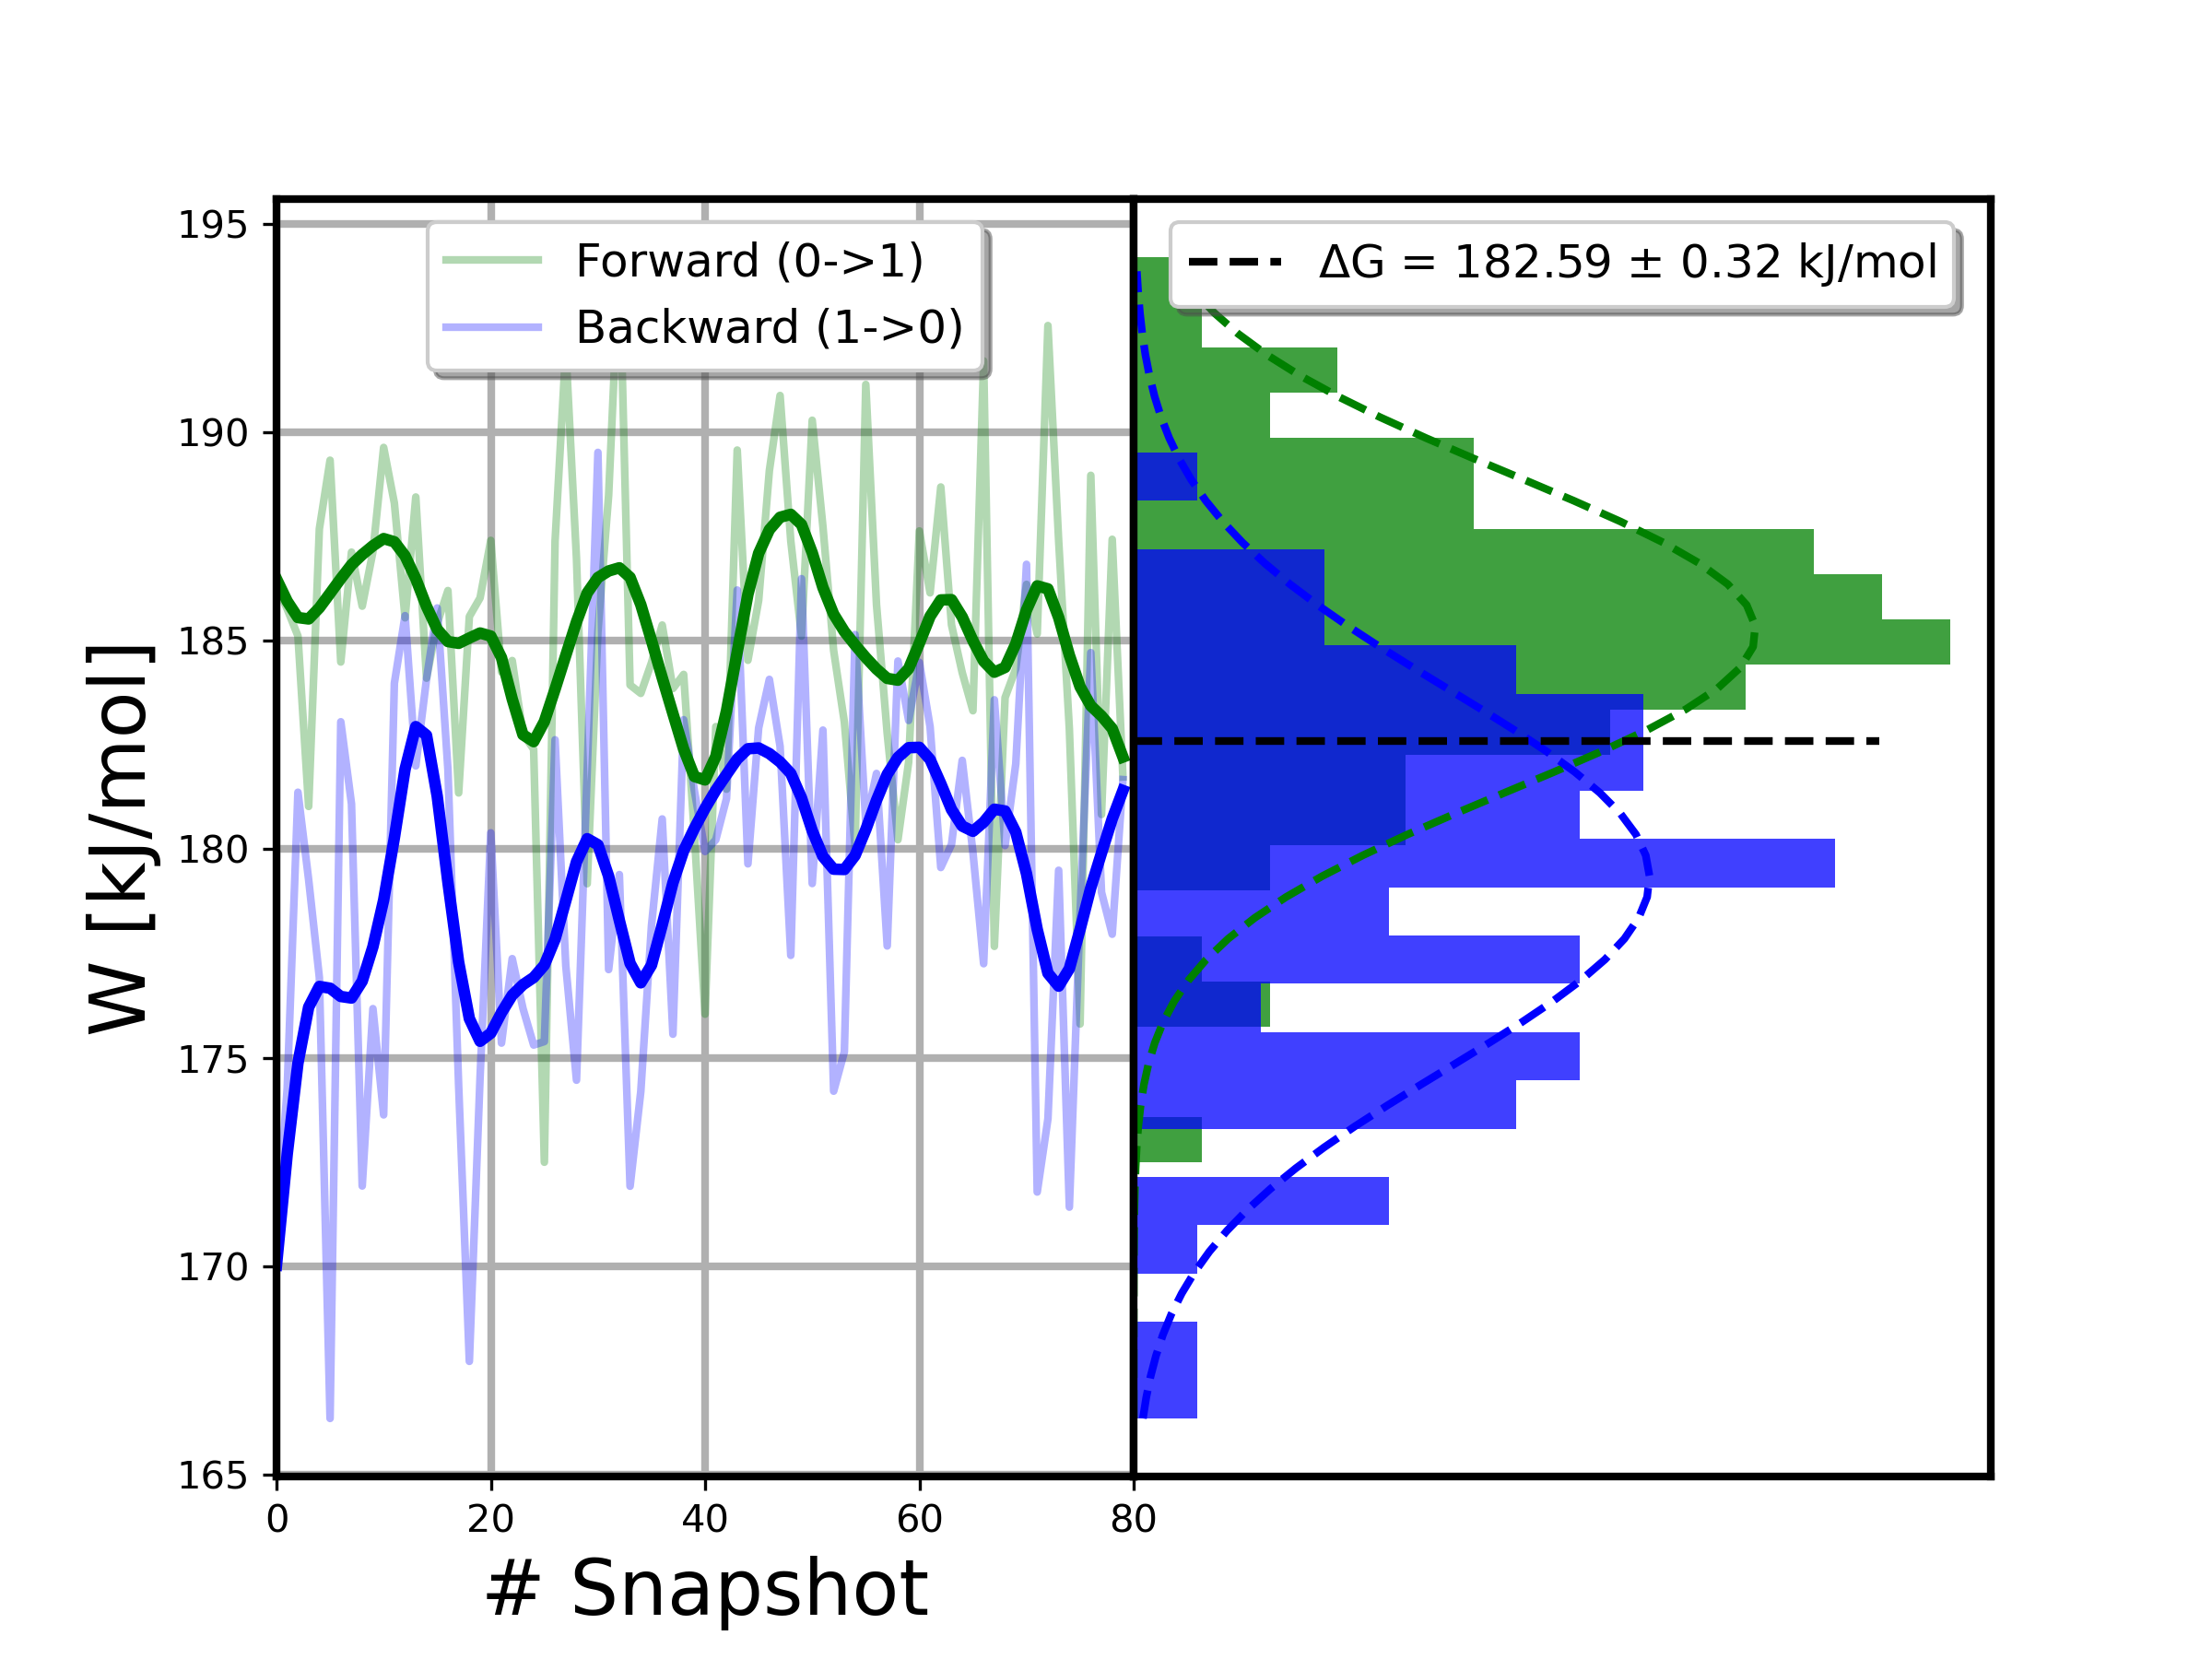 195
190
185
180
175
170
165
W [kJ/mol]
0 20 40 60 80
# Snapshot
Forward (0->1)
Backward (1->0)
ΔG = 182.59 ± 0.32 kJ/mol